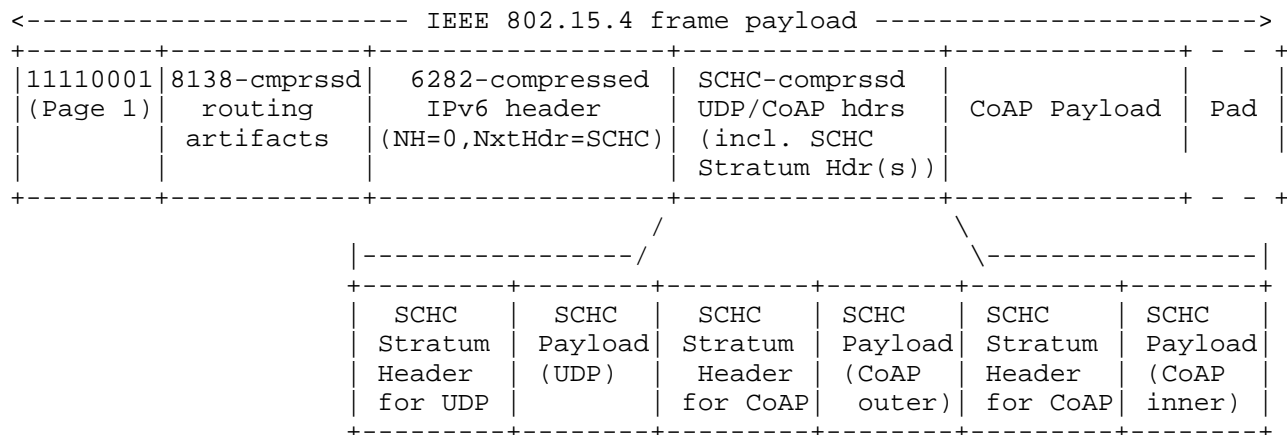 <------------------------ IEEE 802.15.4 frame payload ------------------------>
+--------+------------+------------------+----------------+--------------+ - - +
|11110001|8138-cmprssd|  6282-compressed | SCHC-comprssd  |              |     |
|(Page 1)|  routing   |   IPv6 header    | UDP/CoAP hdrs  | CoAP Payload | Pad |
|        | artifacts  |(NH=0,NxtHdr=SCHC)| (incl. SCHC    |              |     |
|        |            |                  | Stratum Hdr(s))|
+--------+------------+------------------+----------------+--------------+ - - +
/                  \
|-----------------/                    \-----------------|
+---------+--------+---------+--------+---------+--------+
|  SCHC   |  SCHC  |  SCHC   | SCHC   | SCHC    | SCHC   |
| Stratum | Payload| Stratum | Payload| Stratum | Payload|
| Header  | (UDP)  |  Header | (CoAP  | Header  | (CoAP  |
| for UDP |        | for CoAP|  outer)| for CoAP| inner) |
+---------+--------+---------+--------+---------+--------+